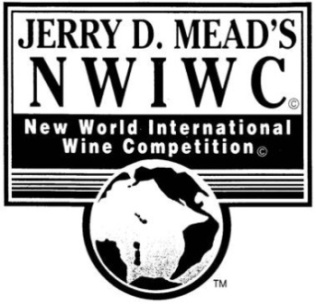 JERRY D. MEAD'S
NWIWC©
New World International
Wine Competition©
TM